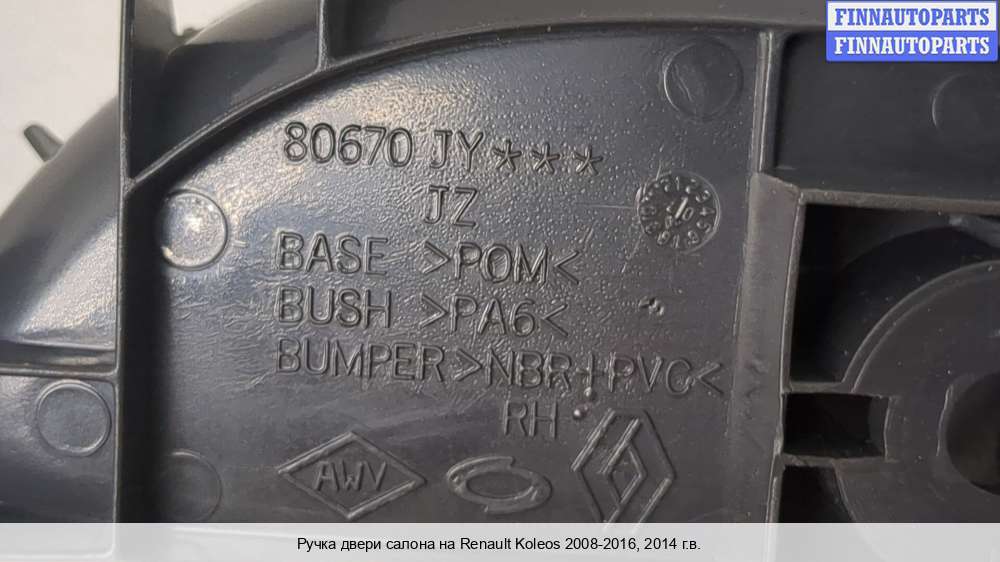 FINNAUTOPARTS
FINNAUTOPARTS
80670 JY***
JZ
BASE >POM<
BUSH >PA6<
BUMPER>NBR+PVC<
RH
AWV
Ручка двери салона на Renault Koleos 2008-2016, 2014 г.в.